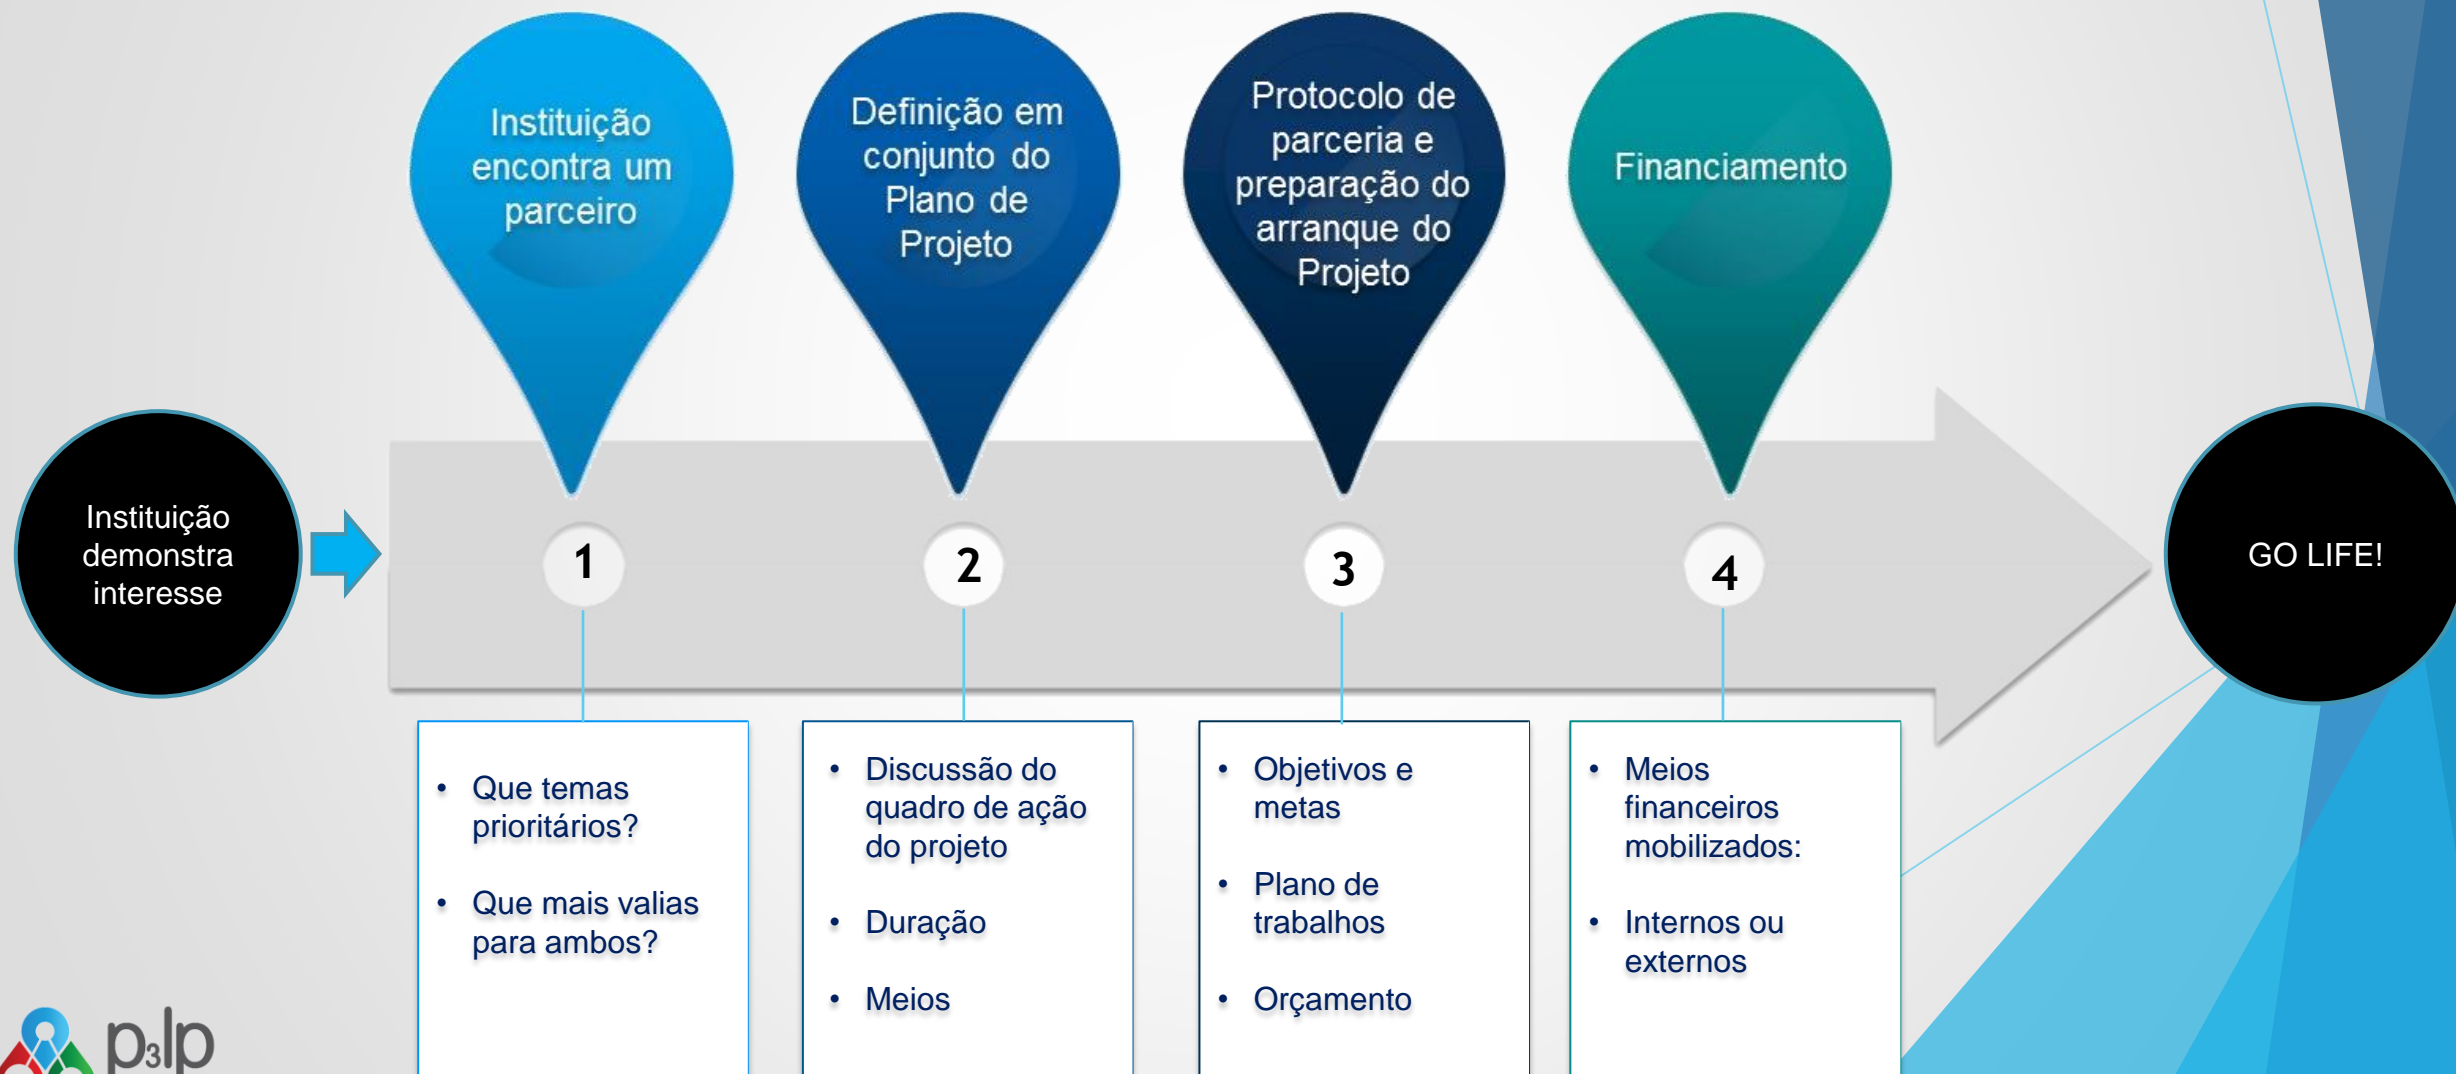 Instituição
encontra um
parceiro
Definição em
conjunto do
Plano de
Projeto
Protocolo de
parceria e
preparação do
arranque do
Projeto
Financiamento
Instituição
demonstra
interesse
1
2
3
4
GO LIFE!
• Que temas
prioritários?
• Que mais valias
para ambos?
• Discussão do
quadro de ação
do projeto
• Duração
• Meios
• Objetivos e
metas
• Plano de
trabalhos
• Orçamento
• Meios
financeiros
mobilizados:
• Internos ou
externos
p3lp